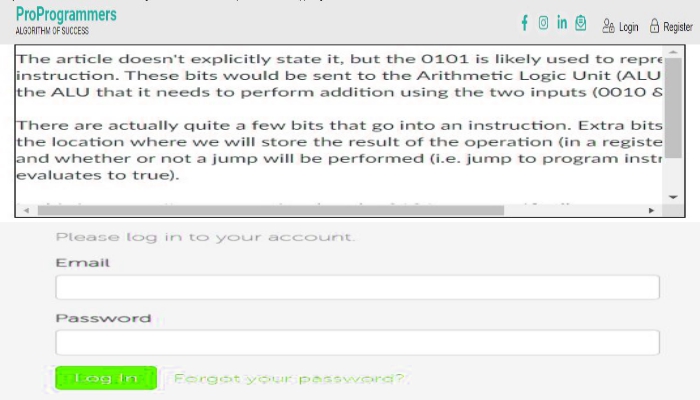 ProProgrammers
ALGORITHM OF SUCCESS
Login
Register
The article doesn't explicitly state it, but the 0101 is likely used to repre
instruction. These bits would be sent to the Arithmetic Logic Unit (ALU
the ALU that it needs to perform addition using the two inputs (0010 &
There are actually quite a few bits that go into an instruction. Extra bits
the location where we will store the result of the operation (in a registe
and whether or not a jump will be performed (i.e. jump to program instr
evaluates to true).
Please log in to your account.
Email
Password
Log In
Forgot your password?